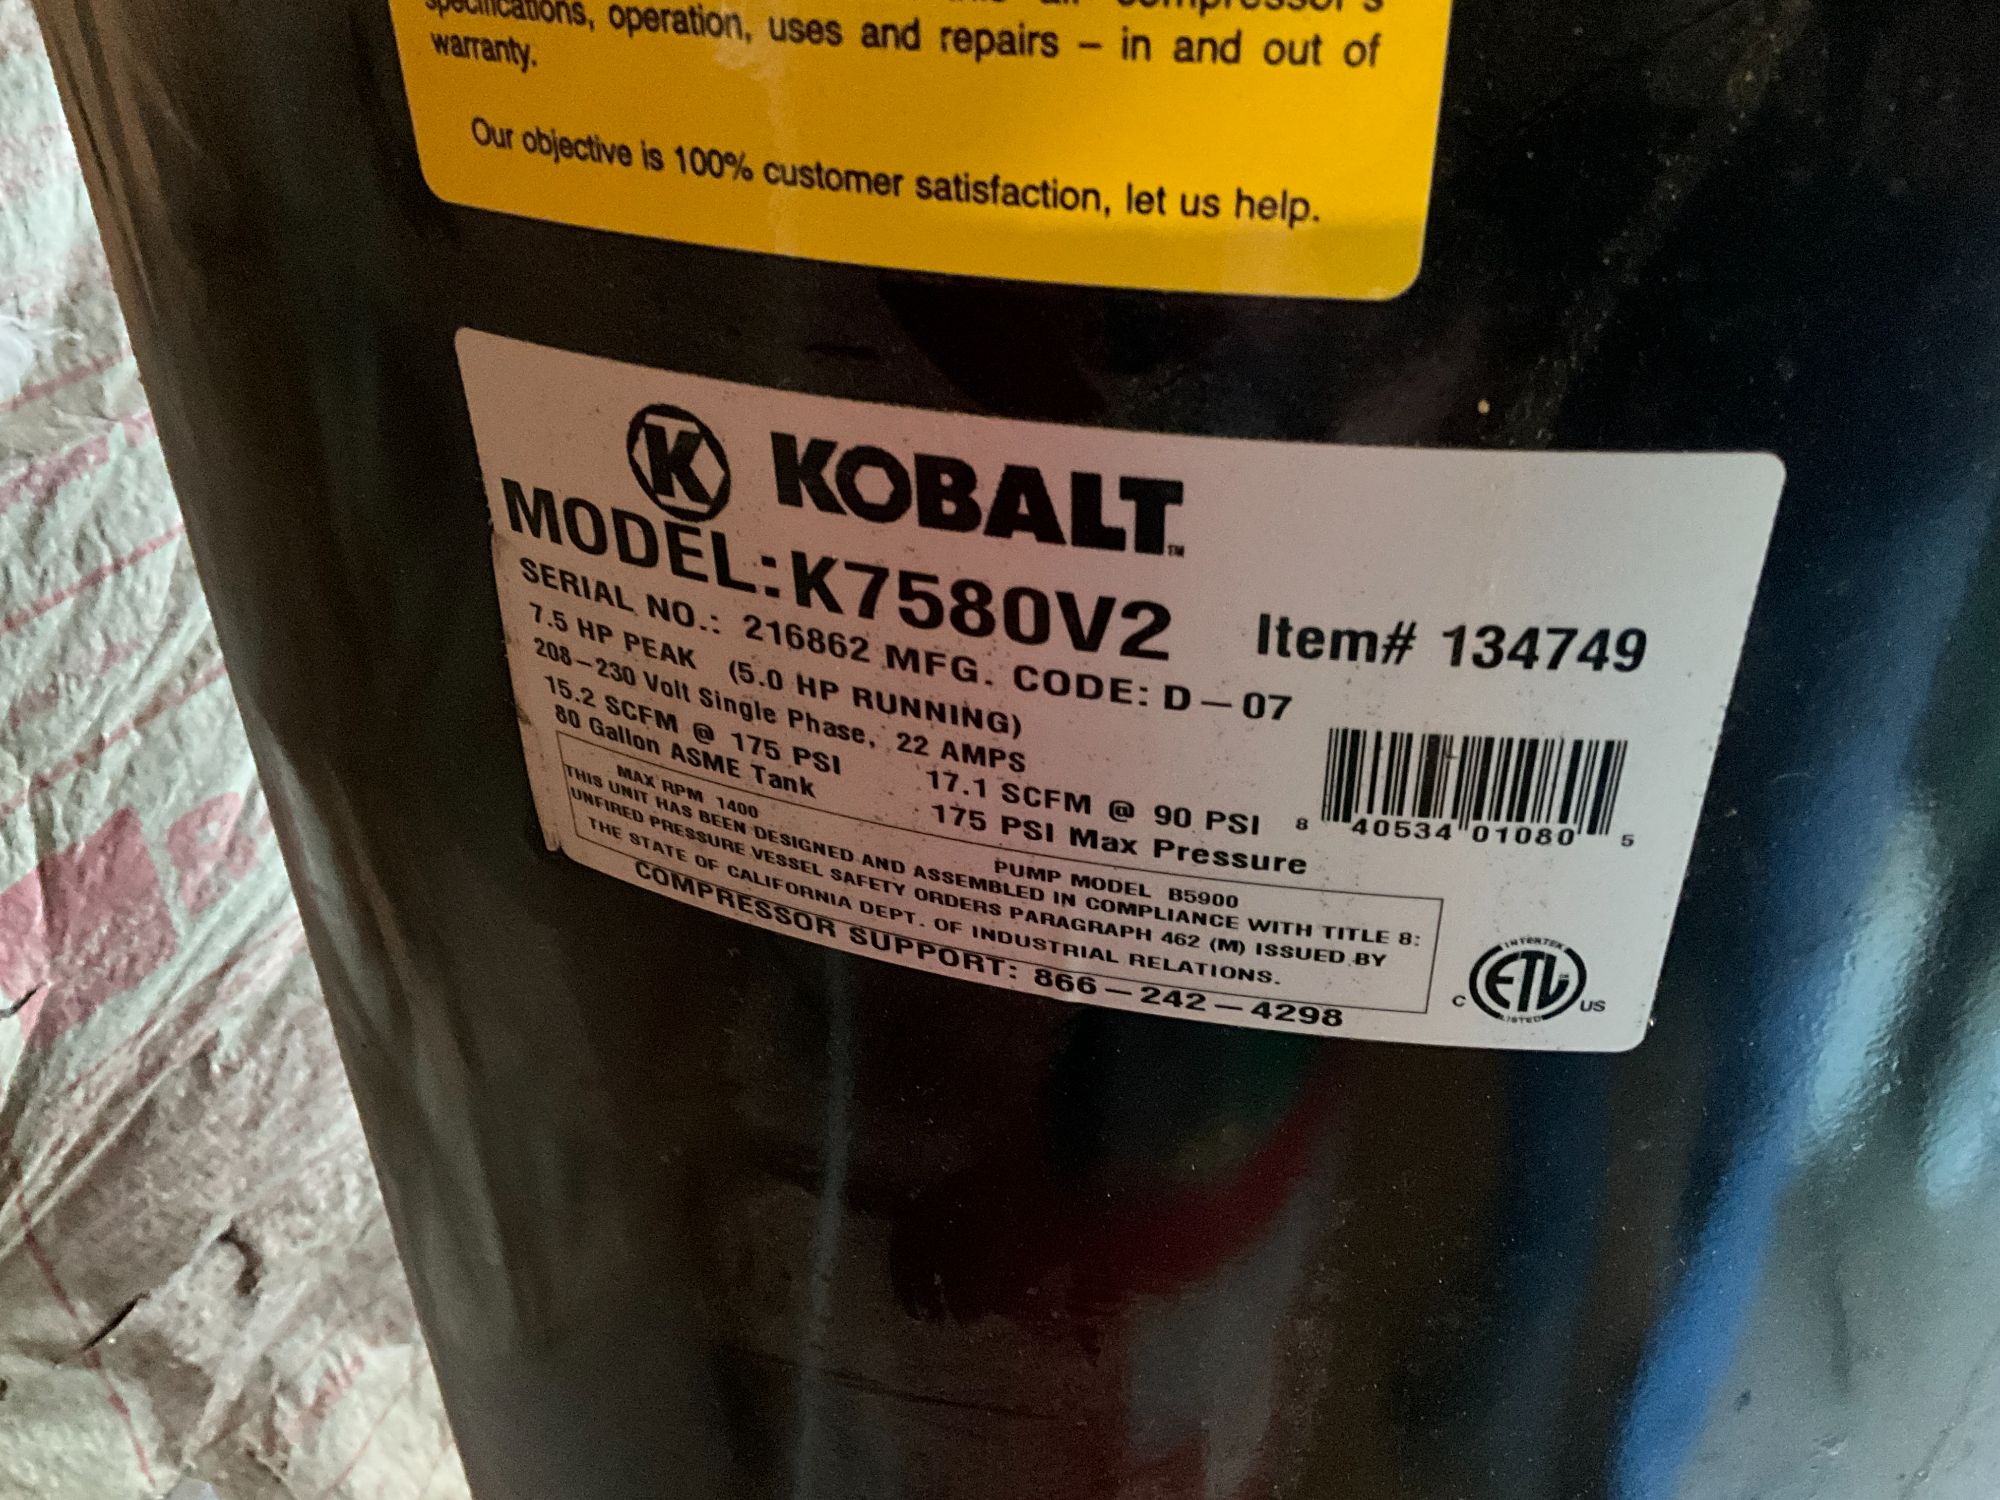 specifications, operation, uses and repairs – in and out of
warranty.
Our objective is 100% customer satisfaction, let us help.
K KOBALT™
MODEL:K7580V2 Item# 134749
SERIAL NO.: 216862 MFG. CODE: D–07
7.5 HP PEAK (5.0 HP RUNNING)
208–230 Volt Single Phase, 22 AMPS
15.2 SCFM @ 175 PSI 17.1 SCFM @ 90 PSI
80 Gallon ASME Tank 175 PSI Max Pressure
8 40534 01080 5
MAX RPM 1400 PUMP MODEL B5900
THIS UNIT HAS BEEN DESIGNED AND ASSEMBLED IN COMPLIANCE WITH TITLE 8:
UNFIRED PRESSURE VESSEL SAFETY ORDERS PARAGRAPH 462 (M) ISSUED BY
THE STATE OF CALIFORNIA DEPT. OF INDUSTRIAL RELATIONS.
COMPRESSOR SUPPORT: 866–242–4298
INTERTEK
C ETL US
LISTED